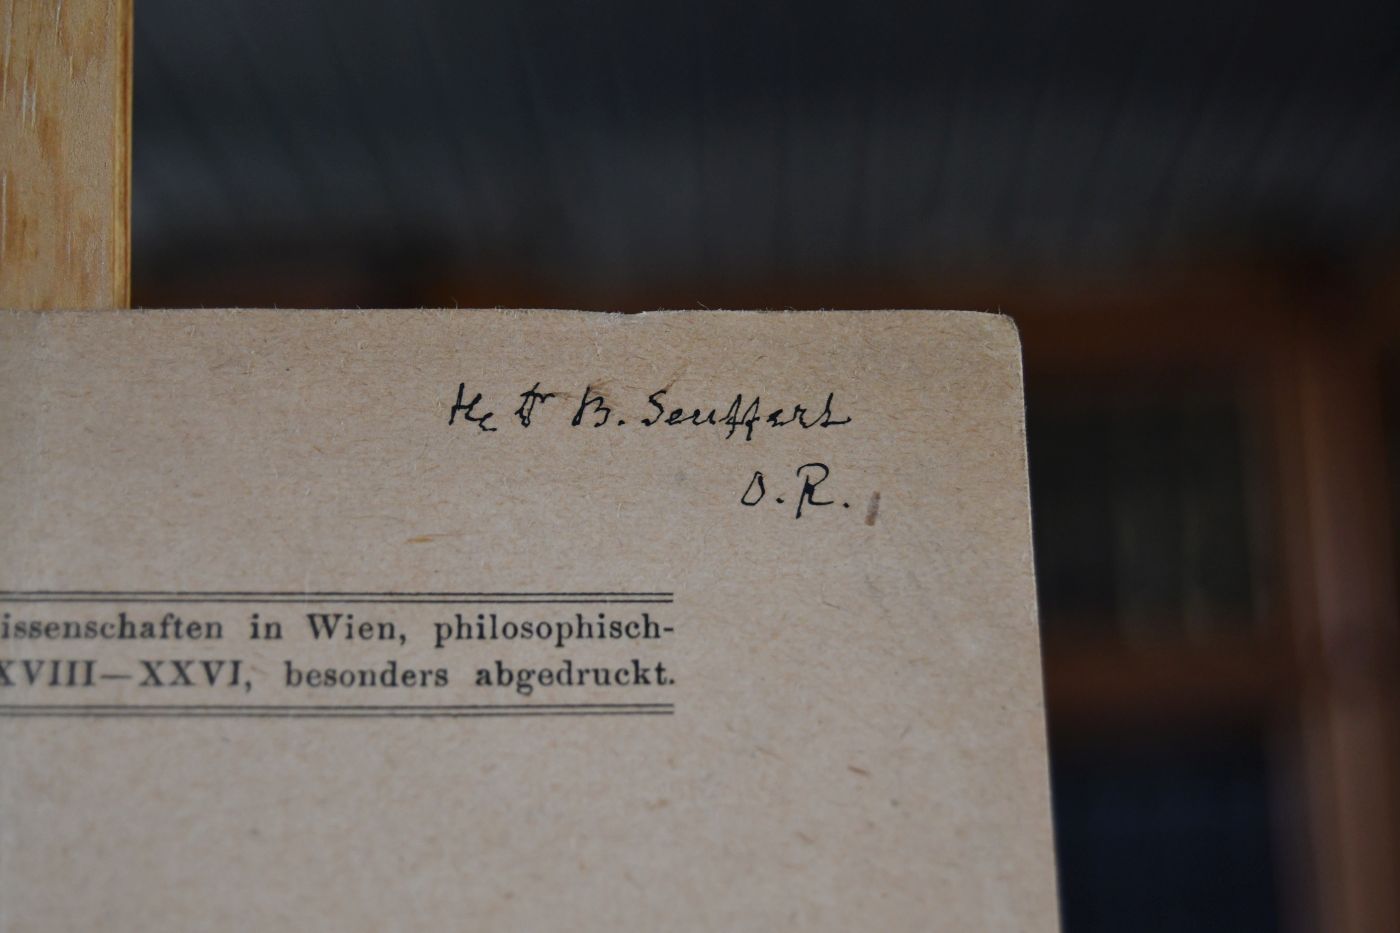 Hr Dr B. Seuffert
O. R.
issenschaften in Wien, philosophisch-
XVIII—XXVI, besonders abgedruckt.